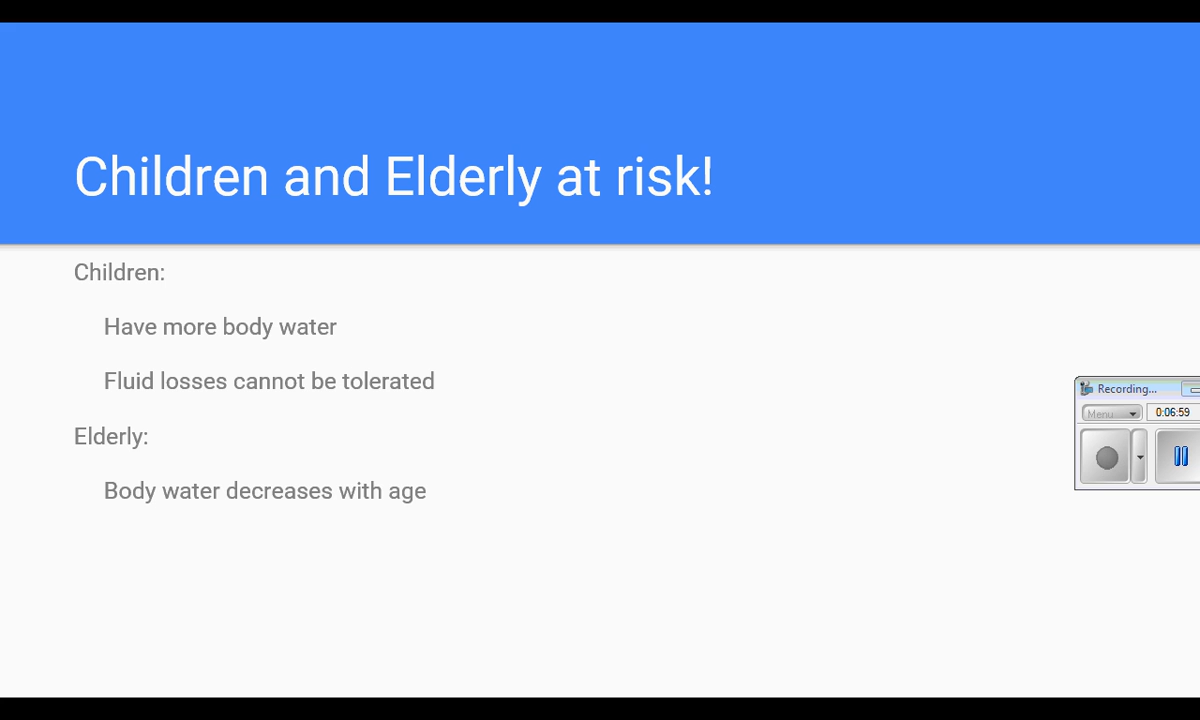 Children and Elderly at risk!
Children:
Have more body water
Fluid losses cannot be tolerated
Recording...
Menu
0:06:59
Elderly:
Body water decreases with age